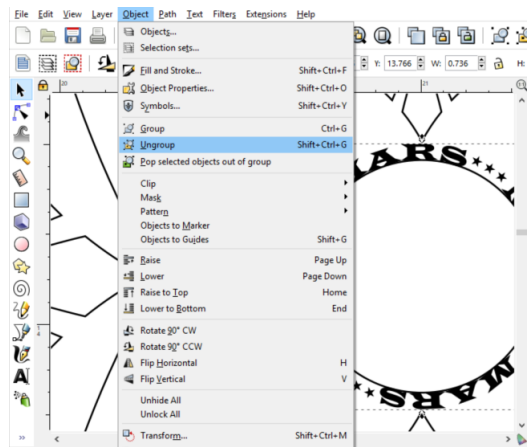 File Edit View Layer Object Path Text Filters Extensions Help
Objects...
Selection sets...
Y: 13.766 W: 0.736 H:
Fill and Stroke... Shift+Ctrl+F
Object Properties... Shift+Ctrl+O
Symbols... Shift+Ctrl+Y
20
21
Group Ctrl+G
Ungroup Shift+Ctrl+G
Pop selected objects out of group
MARS
Clip
Mask
Pattern
Objects to Marker
Objects to Guides Shift+G
Raise Page Up
Lower Page Down
Raise to Top Home
Lower to Bottom End
Rotate 90° CW
Rotate 90° CCW
Flip Horizontal H
Flip Vertical V
MARS
Unhide All
Unlock All
Transform... Shift+Ctrl+M